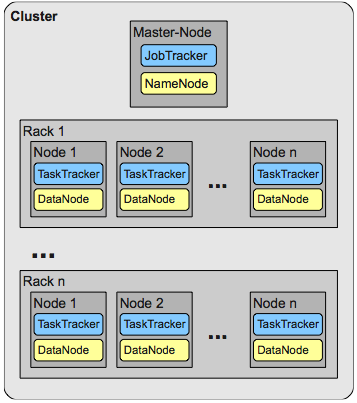 Cluster
Master-Node
JobTracker
NameNode
Rack 1
Node 1 Node 2 Node n
TaskTracker TaskTracker ... TaskTracker
DataNode DataNode DataNode
...
Rack n
Node 1 Node 2 Node n
TaskTracker TaskTracker ... TaskTracker
DataNode DataNode DataNode